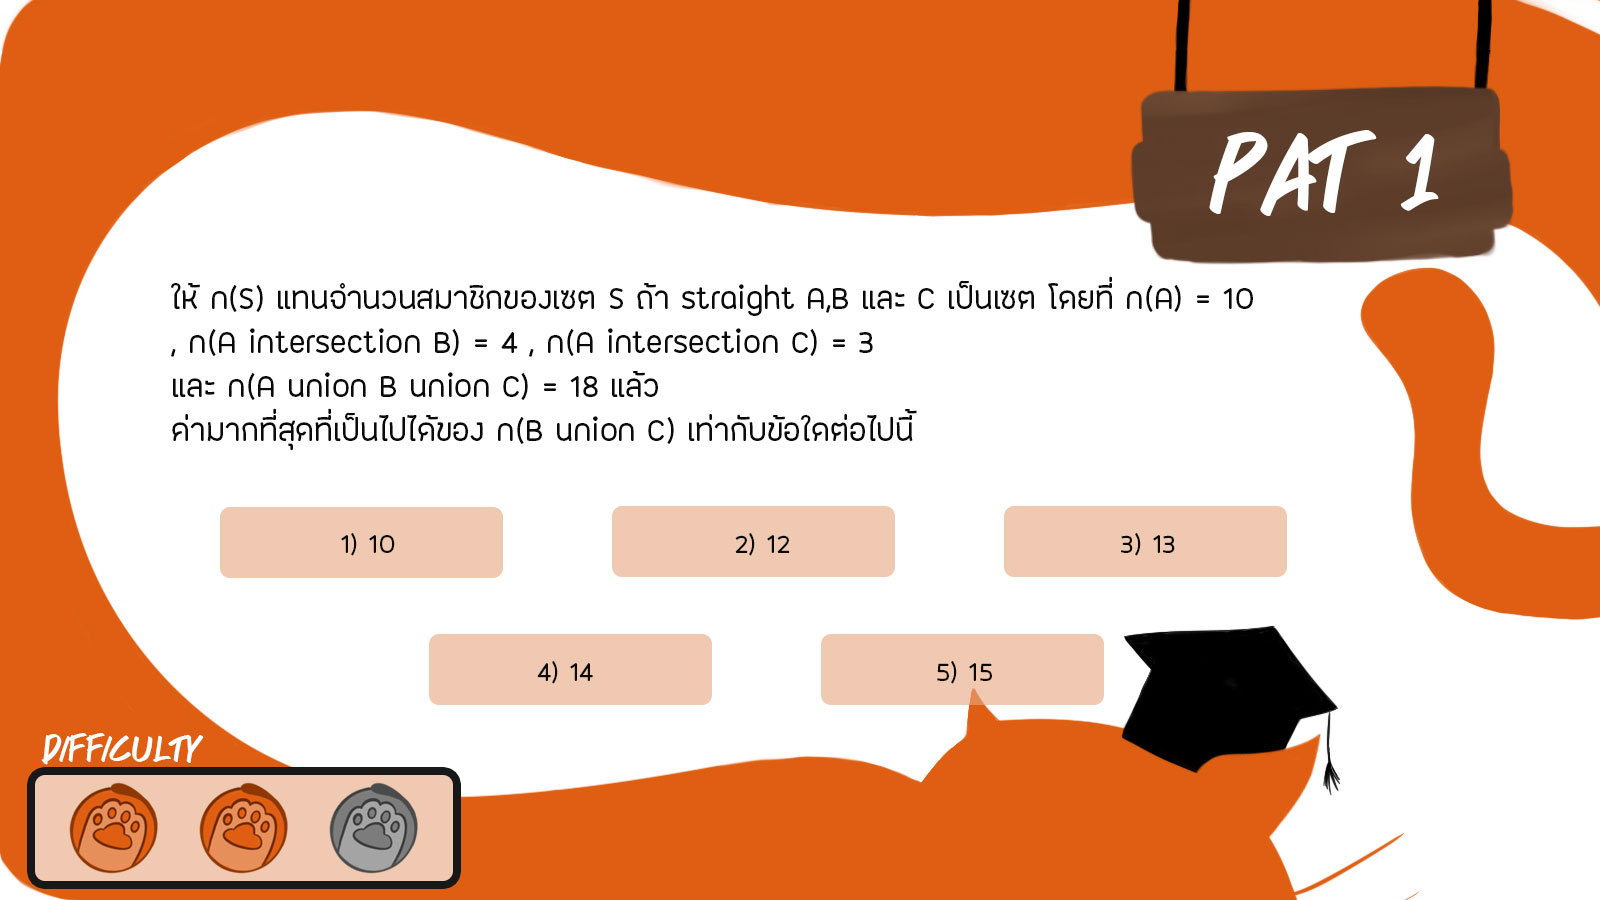 PAT 1
ให้ n(S) แทนจำนวนสมาชิกของเซต S ถ้า straight A,B และ C เป็นเซต โดยที่ n(A) = 10
, n(A intersection B) = 4 , n(A intersection C) = 3
และ n(A union B union C) = 18 แล้ว
ค่ามากที่สุดที่เป็นไปได้ของ n(B union C) เท่ากับข้อใดต่อไปนี้
1) 10
2) 12
3) 13
4) 14
5) 15
DIFFICULTY